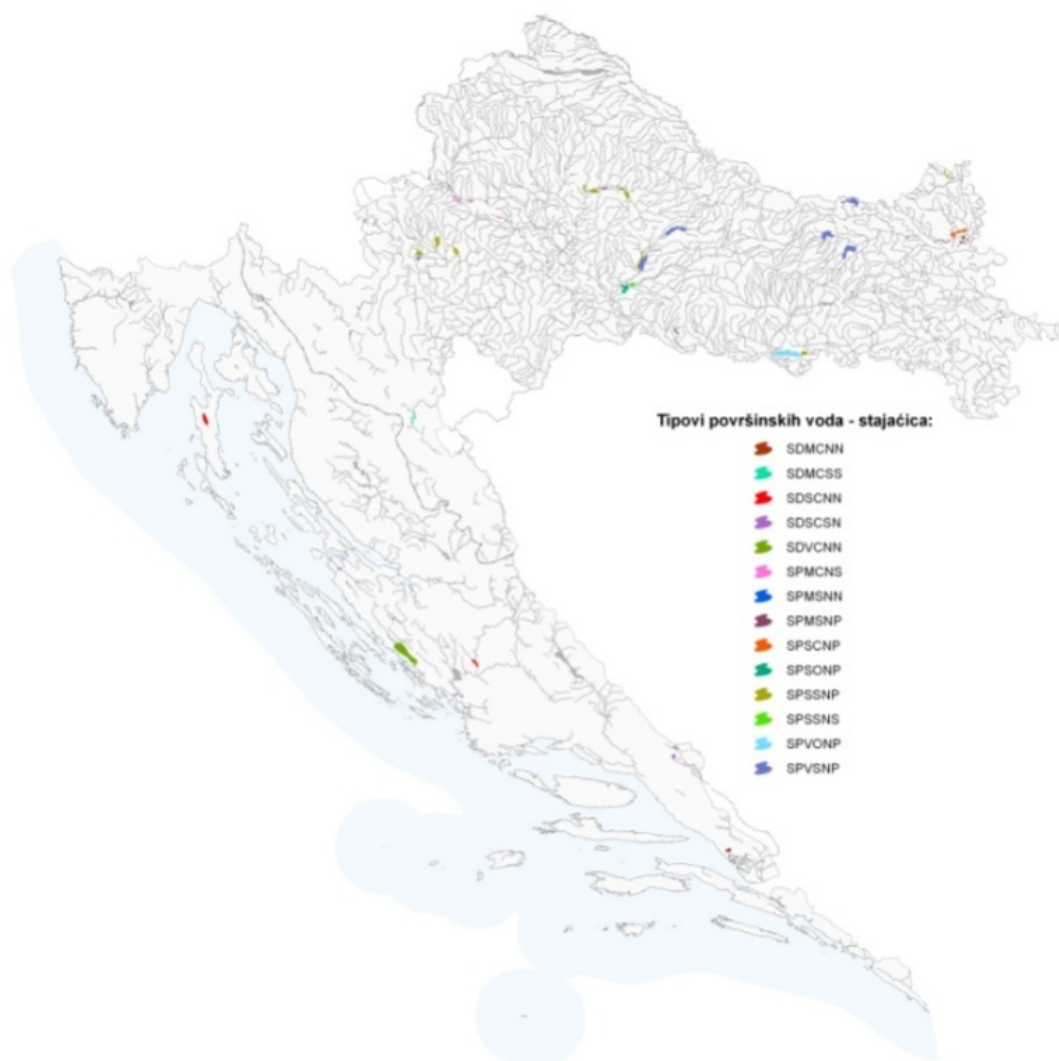 Tipovi površinskih voda - stajaćica:
SDMCNN
SDMCSS
SDSCNN
SDSCSN
SDVCNN
SPMCNS
SPMSNN
SPMSNP
SPSCNP
SPSONP
SPSSNP
SPSSNS
SPVONP
SPVSNP